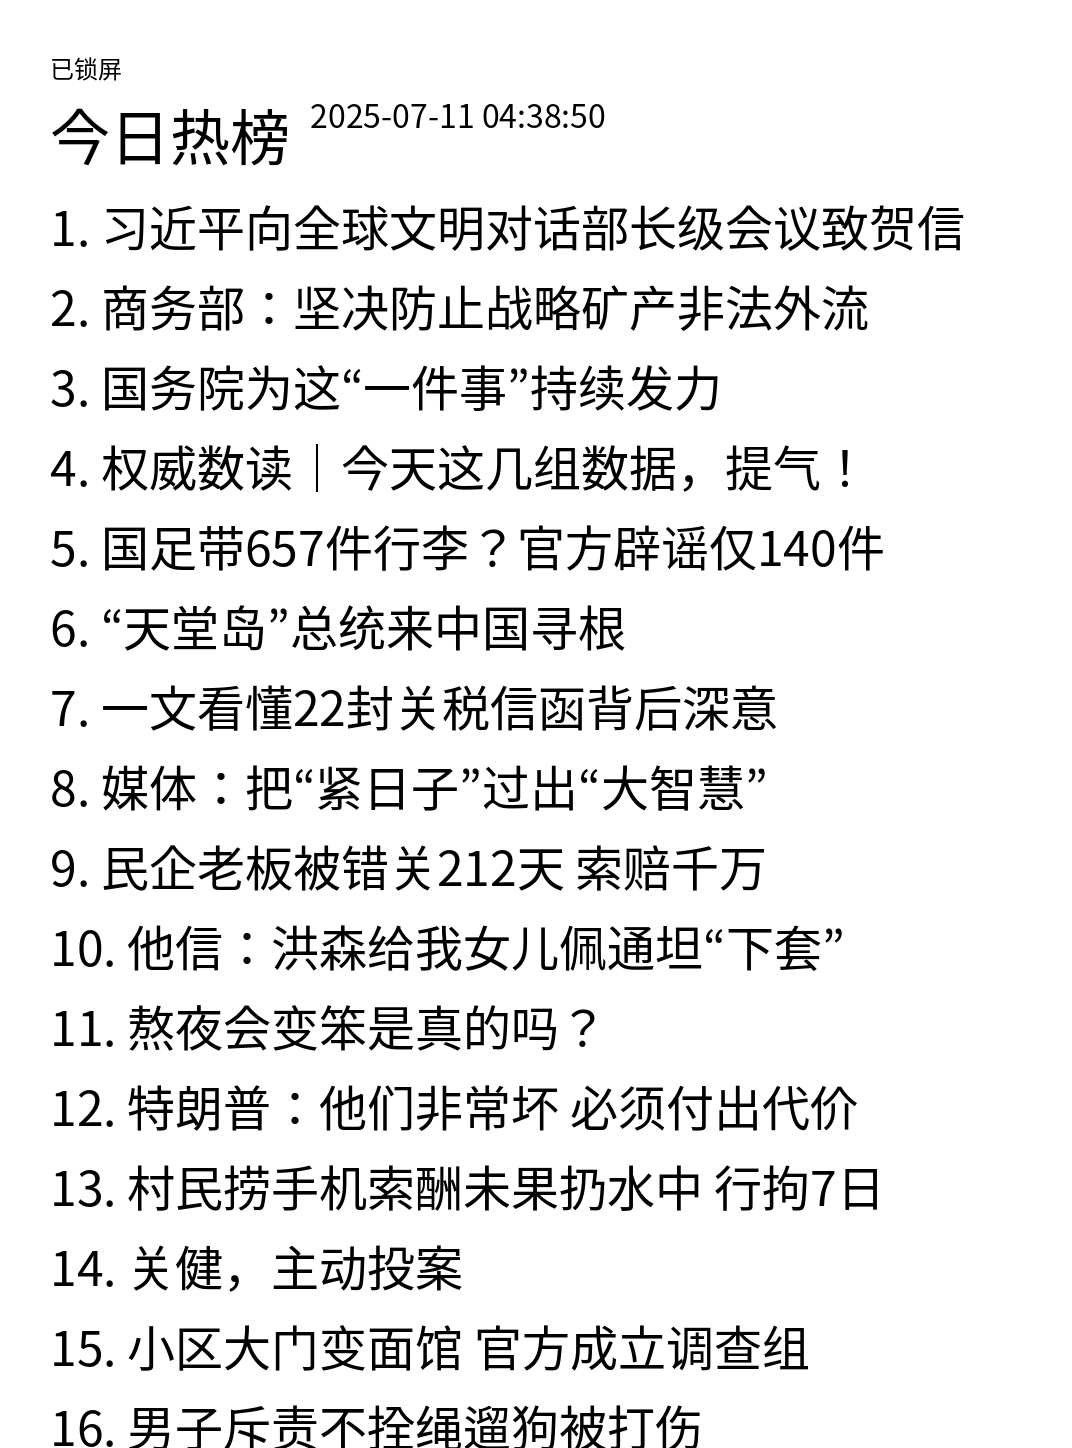 已锁屏
今日热榜 2025-07-11 04:38:50
1. 习近平向全球文明对话部长级会议致贺信
2. 商务部：坚决防止战略矿产非法外流
3. 国务院为这“一件事”持续发力
4. 权威数读｜今天这几组数据，提气！
5. 国足带657件行李？官方辟谣仅140件
6. “天堂岛”总统来中国寻根
7. 一文看懂22封关税信函背后深意
8. 媒体：把“紧日子”过出“大智慧”
9. 民企老板被错关212天 索赔千万
10. 他信：洪森给我女儿佩通坦“下套”
11. 熬夜会变笨是真的吗？
12. 特朗普：他们非常坏 必须付出代价
13. 村民捞手机索酬未果扔水中 行拘7日
14. 关健，主动投案
15. 小区大门变面馆 官方成立调查组
16. 男子斥责不拴绳遛狗被打伤